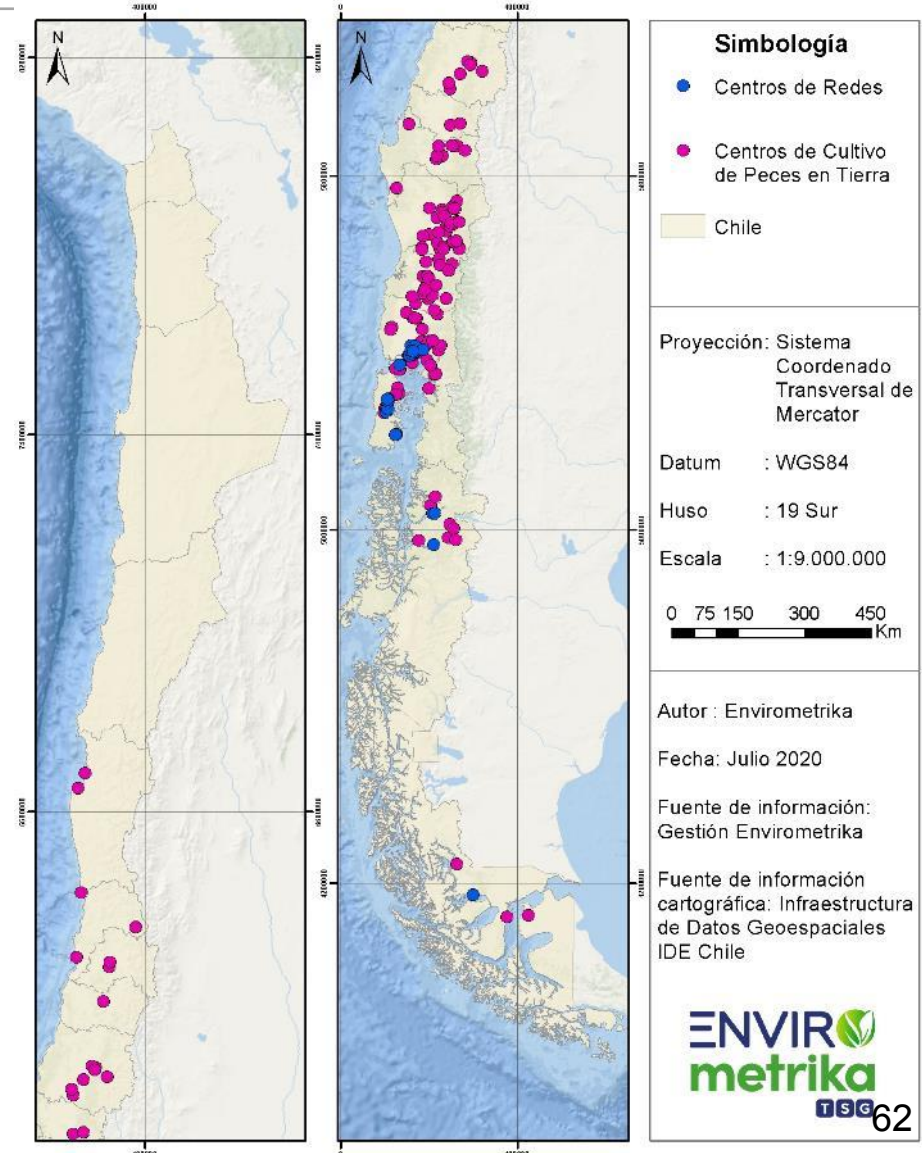 N
N
Simbología
Centros de Redes
Centros de Cultivo
de Peces en Tierra
Chile
Proyección: Sistema
Coordenado
Transversal de
Mercator
Datum : WGS84
Huso : 19 Sur
Escala : 1:9.000.000
0 75 150 300 450
Km
Autor : Envirometrika
Fecha: Julio 2020
Fuente de información:
Gestión Envirometrika
Fuente de información
cartográfica: Infraestructura
de Datos Geoespaciales
IDE Chile
ENVIRO
metrika
TSG
62